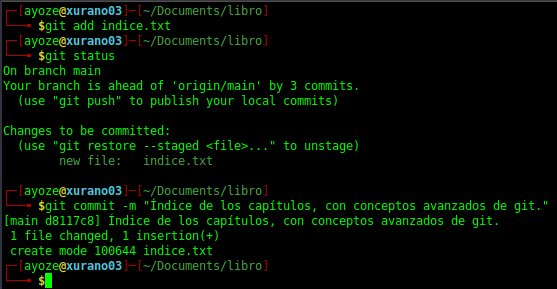 ┌─[ayoze@xurano03]─[~/Documents/libro]
└──╼ $git add indice.txt
┌─[ayoze@xurano03]─[~/Documents/libro]
└──╼ $git status
On branch main
Your branch is ahead of 'origin/main' by 3 commits.
  (use "git push" to publish your local commits)

Changes to be committed:
  (use "git restore --staged <file>..." to unstage)
        new file:   indice.txt

┌─[ayoze@xurano03]─[~/Documents/libro]
└──╼ $git commit -m "Índice de los capítulos, con conceptos avanzados de git."
[main d8117c8] Índice de los capítulos, con conceptos avanzados de git.
 1 file changed, 1 insertion(+)
 create mode 100644 indice.txt
┌─[ayoze@xurano03]─[~/Documents/libro]
└──╼ $